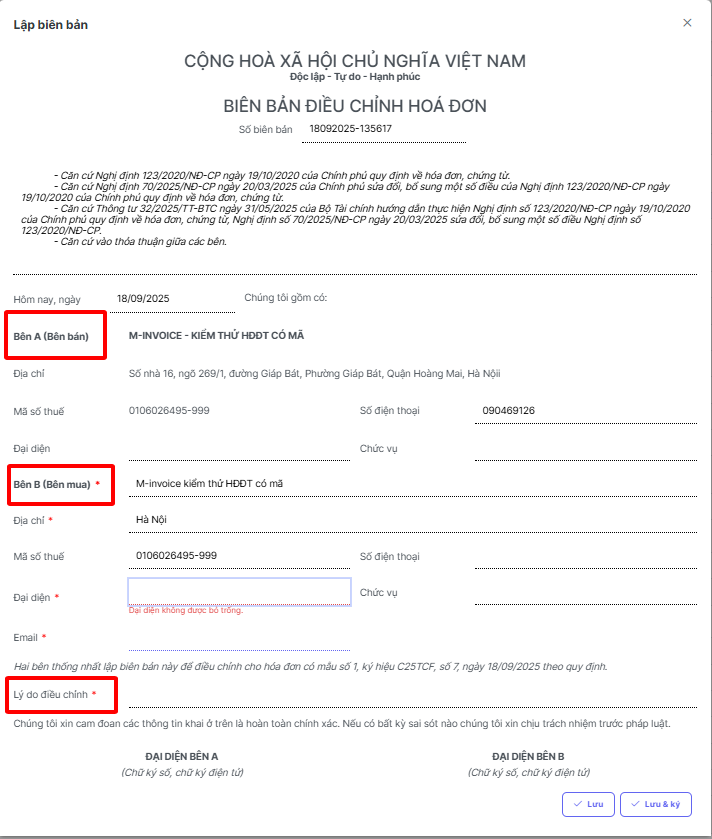 Lập biên bản
CỘNG HOÀ XÃ HỘI CHỦ NGHĨA VIỆT NAM
Độc lập - Tự do - Hạnh phúc
BIÊN BẢN ĐIỀU CHỈNH HOÁ ĐƠN
Số biên bản 18092025-135617
- Căn cứ Nghị định 123/2020/NĐ-CP ngày 19/10/2020 của Chính phủ quy định về hóa đơn, chứng từ.
- Căn cứ Nghị định 70/2025/NĐ-CP ngày 20/03/2025 của Chính phủ sửa đổi, bổ sung một số điều của Nghị định 123/2020/NĐ-CP ngày
19/10/2020 của Chính phủ quy định về hóa đơn, chứng từ.
- Căn cứ Thông tư 32/2025/TT-BTC ngày 31/05/2025 của Bộ Tài chính hướng dẫn thực hiện Nghị định số 123/2020/NĐ-CP ngày 19/10/2020
của Chính phủ quy định về hóa đơn, chứng từ, Nghị định số 70/2025/NĐ-CP ngày 20/03/2025 sửa đổi, bổ sung một số điều Nghị định số
123/2020/NĐ-CP.
- Căn cứ vào thỏa thuận giữa các bên.
Hôm nay, ngày 18/09/2025 Chúng tôi gồm có:
Bên A (Bên bán) M-INVOICE - KIỂM THỬ HĐĐT CÓ MÃ
Địa chỉ Số nhà 16, ngõ 269/1, đường Giáp Bát, Phường Giáp Bát, Quận Hoàng Mai, Hà Nộii
Mã số thuế 0106026495-999 Số điện thoại 090469126
Đại diện Chức vụ
Bên B (Bên mua) * M-invoice kiểm thử HĐĐT có mã
Địa chỉ * Hà Nội
Mã số thuế 0106026495-999 Số điện thoại
Đại diện * Chức vụ
Đại diện không được bỏ trống.
Email *
Hai bên thống nhất lập biên bản này để điều chỉnh cho hóa đơn có mẫu số 1, ký hiệu C25TCF, số 7, ngày 18/09/2025 theo quy định.
Lý do điều chỉnh *
Chúng tôi xin cam đoan các thông tin khai ở trên là hoàn toàn chính xác. Nếu có bất kỳ sai sót nào chúng tôi xin chịu trách nhiệm trước pháp luật.
ĐẠI DIỆN BÊN A ĐẠI DIỆN BÊN B
(Chữ ký số, chữ ký điện tử) (Chữ ký số, chữ ký điện tử)
Lưu Lưu & ký